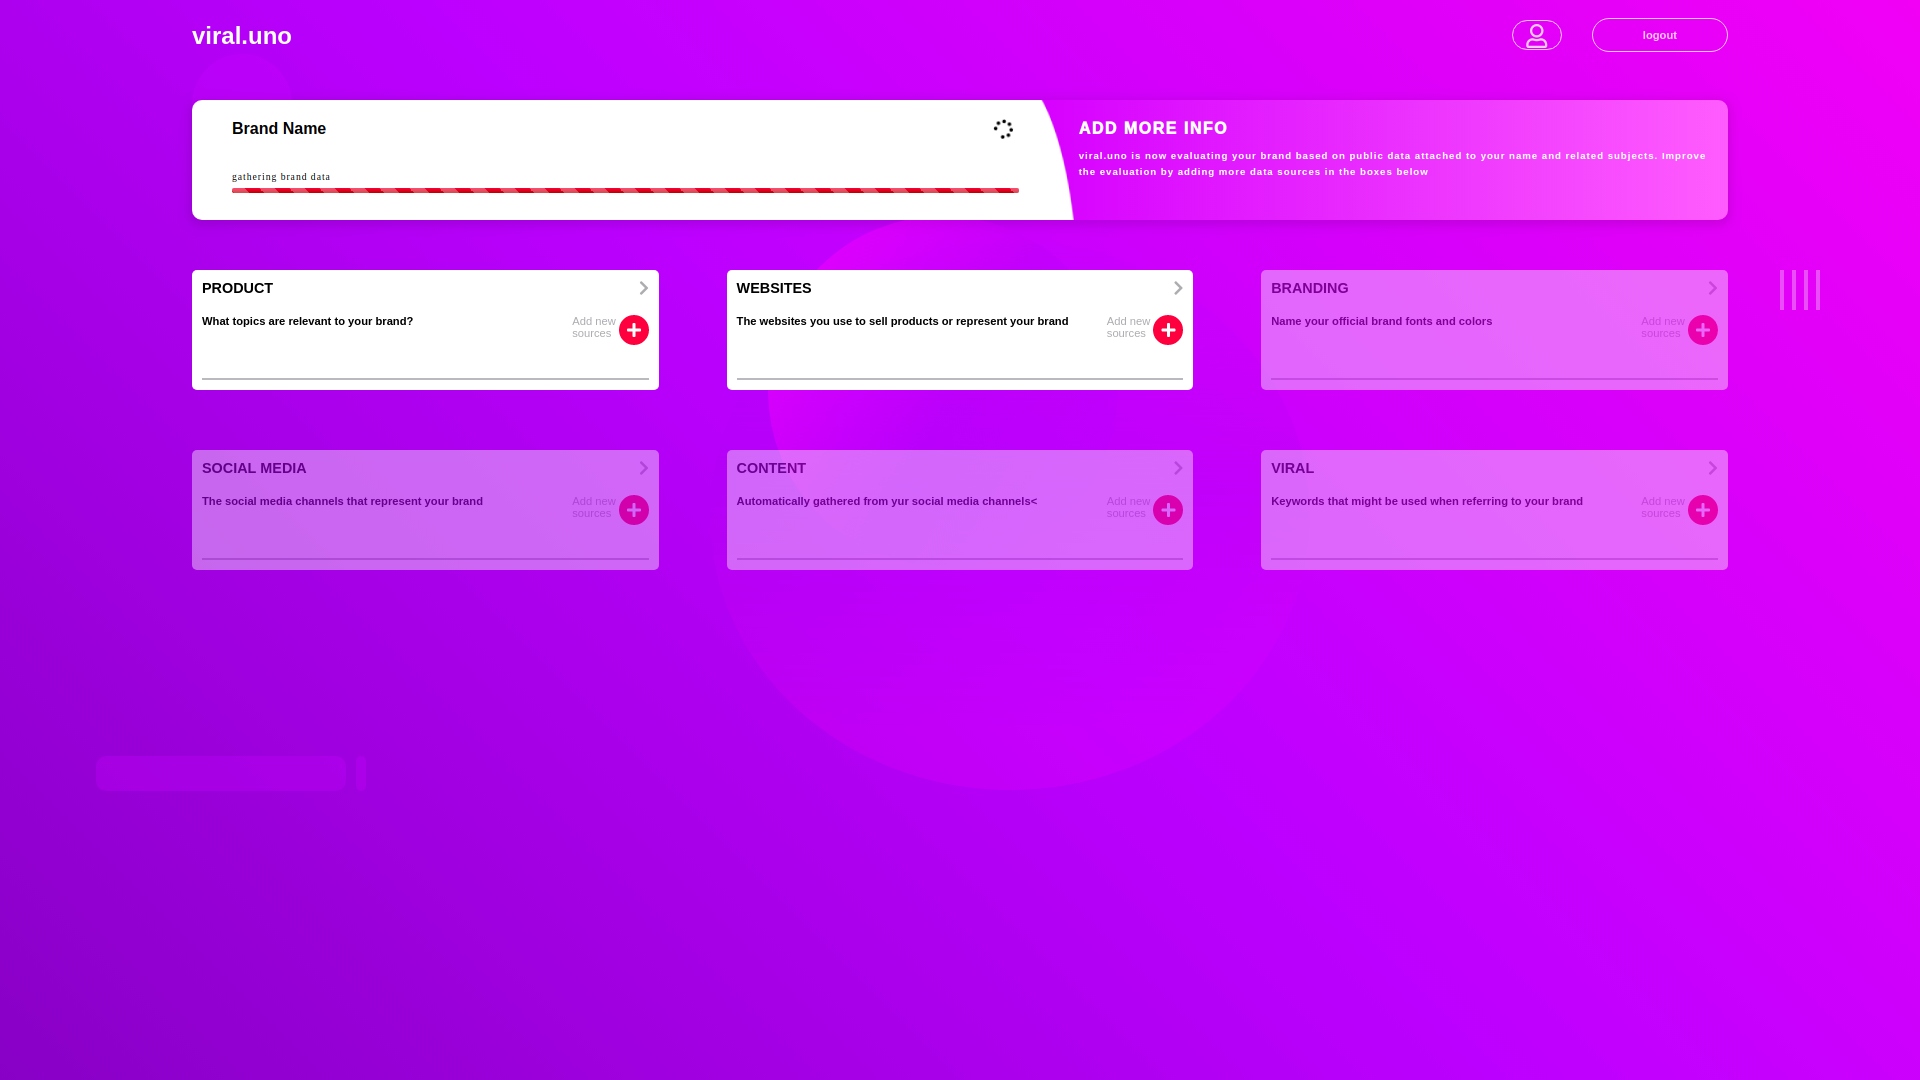 viral.uno
logout
Brand Name
gathering brand data
ADD MORE INFO
viral.uno is now evaluating your brand based on public data attached to your name and related subjects. Improve
the evaluation by adding more data sources in the boxes below
PRODUCT
What topics are relevant to your brand?
Add new
sources
WEBSITES
The websites you use to sell products or represent your brand
Add new
sources
BRANDING
Name your official brand fonts and colors
Add new
sources
SOCIAL MEDIA
The social media channels that represent your brand
Add new
sources
CONTENT
Automatically gathered from yur social media channels<
Add new
sources
VIRAL
Keywords that might be used when referring to your brand
Add new
sources